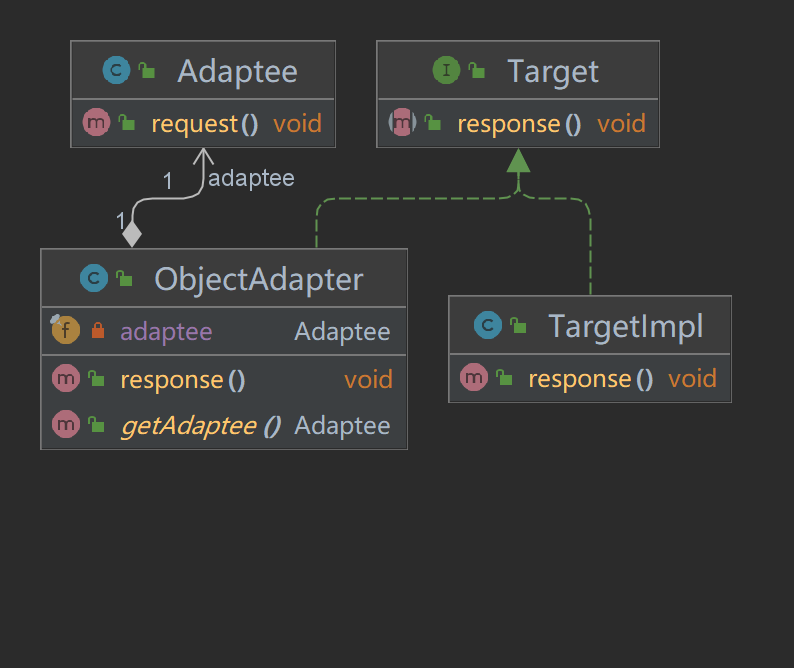 C Adaptee
m request() void
I Target
m response() void
1 adaptee
1
C ObjectAdapter
f adaptee Adaptee
m response() void
m getAdaptee() Adaptee
C TargetImpl
m response() void